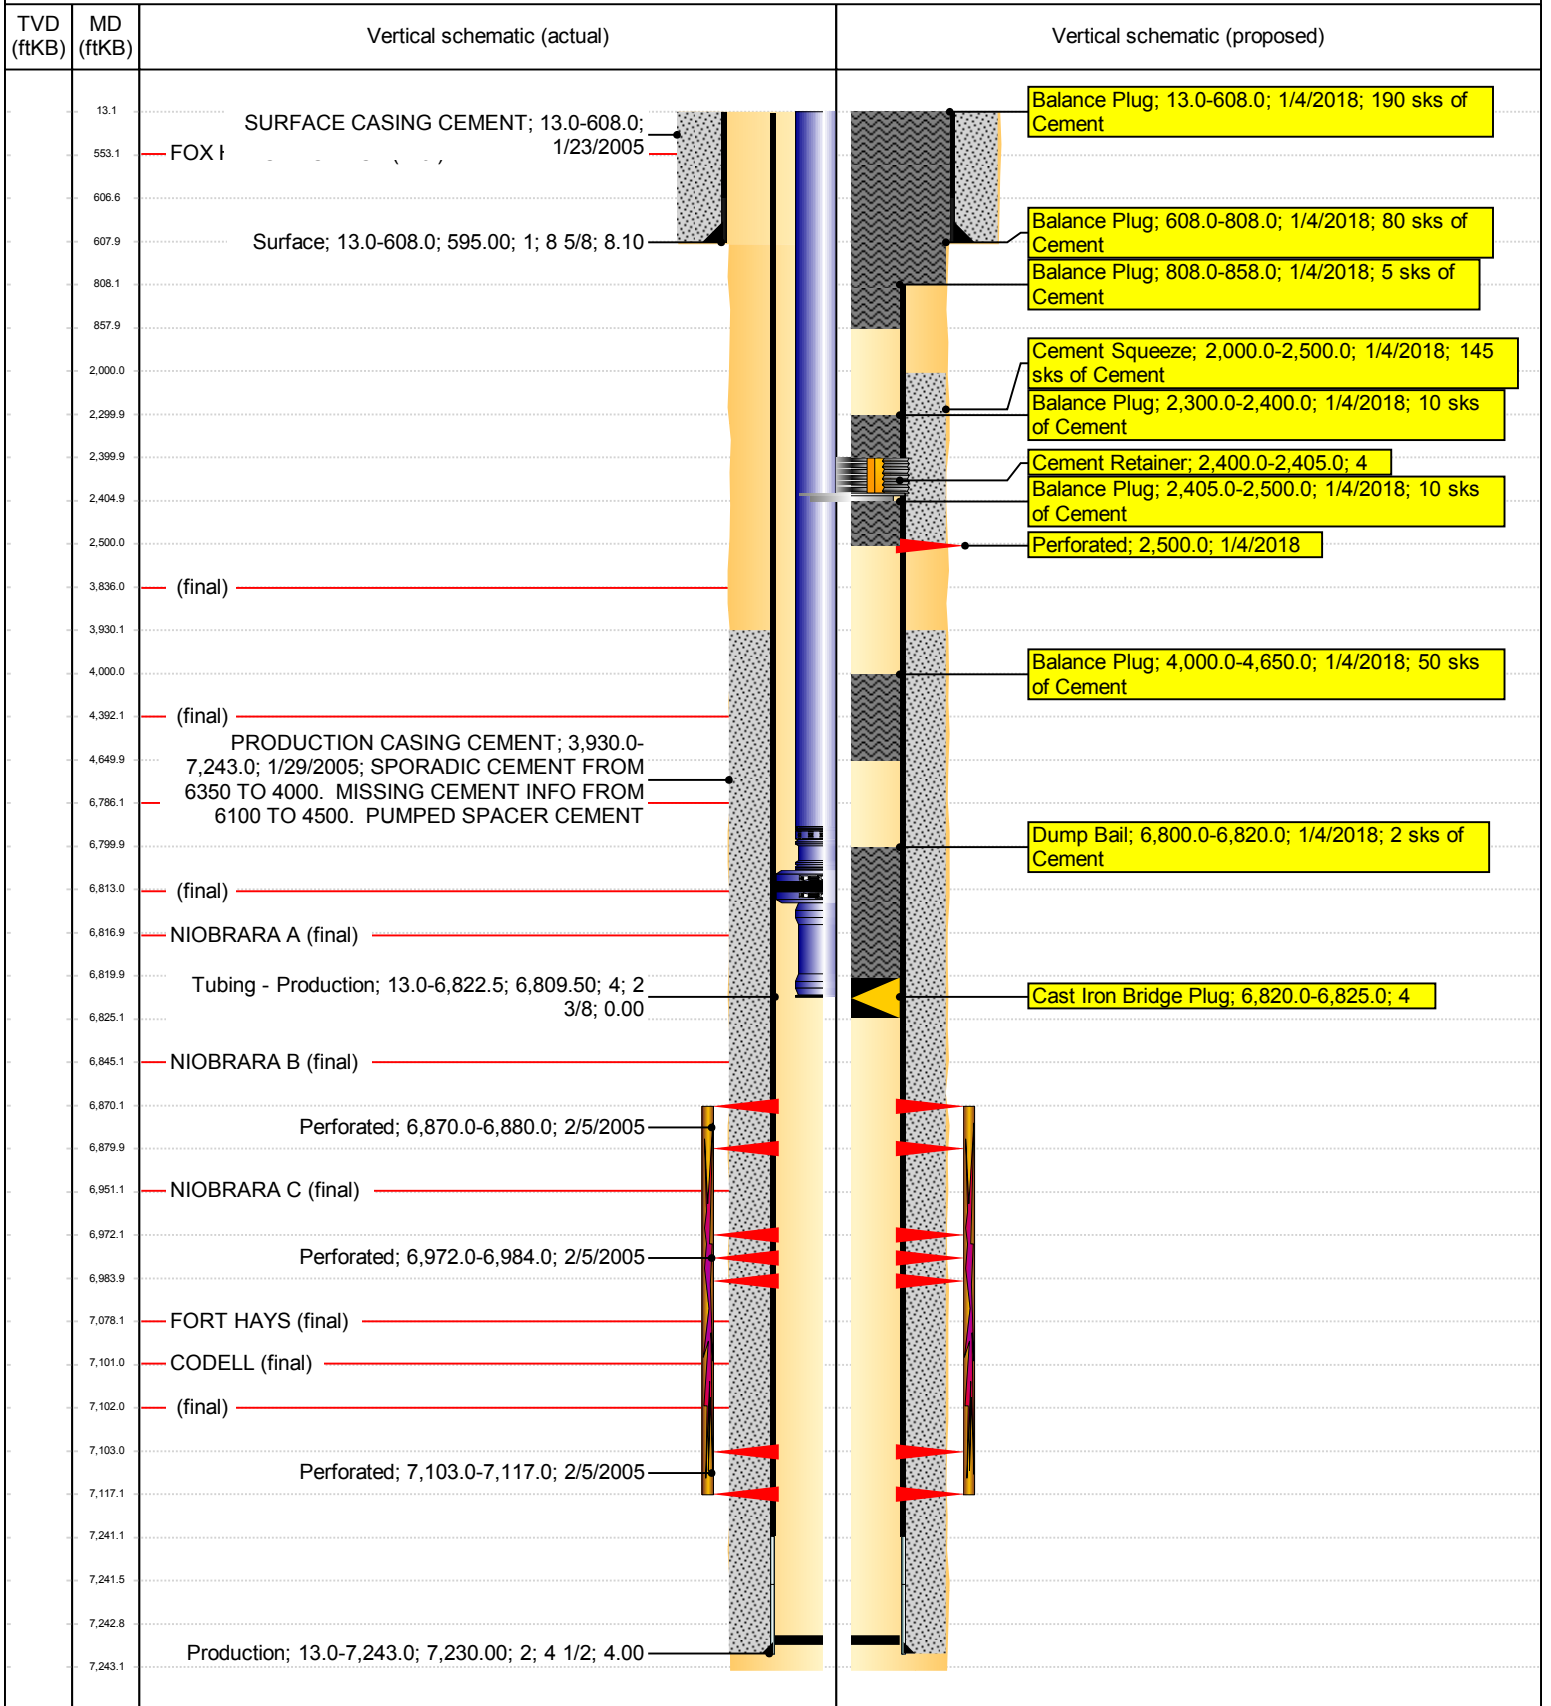 TVD
(ftKB)
MD
(ftKB)
Vertical schematic (actual)
Vertical schematic (proposed)
13.1
553.1
606.6
607.9
808.1
857.9
2,000.0
2,299.9
2,399.9
2,404.9
2,500.0
3,836.0
3,930.1
4,000.0
4,392.1
4,649.9
6,786.1
6,799.9
6,813.0
6,816.9
6,819.9
6,825.1
6,845.1
6,870.1
6,879.9
6,951.1
6,972.1
6,983.9
7,078.1
7,101.0
7,102.0
7,103.0
7,117.1
7,241.1
7,241.5
7,242.8
7,243.1
SURFACE CASING CEMENT; 13.0-608.0;
1/23/2005
FOX
Surface; 13.0-608.0; 595.00; 1; 8 5/8; 8.10
(final)
(final)
PRODUCTION CASING CEMENT; 3,930.0-
7,243.0; 1/29/2005; SPORADIC CEMENT FROM
6350 TO 4000. MISSING CEMENT INFO FROM
6100 TO 4500. PUMPED SPACER CEMENT
(final)
NIOBRARA A (final)
Tubing - Production; 13.0-6,822.5; 6,809.50; 4; 2
3/8; 0.00
NIOBRARA B (final)
Perforated; 6,870.0-6,880.0; 2/5/2005
NIOBRARA C (final)
Perforated; 6,972.0-6,984.0; 2/5/2005
FORT HAYS (final)
CODELL (final)
(final)
Perforated; 7,103.0-7,117.0; 2/5/2005
Production; 13.0-7,243.0; 7,230.00; 2; 4 1/2; 4.00
Balance Plug; 13.0-608.0; 1/4/2018; 190 sks of
Cement
Balance Plug; 608.0-808.0; 1/4/2018; 80 sks of
Cement
Balance Plug; 808.0-858.0; 1/4/2018; 5 sks of
Cement
Cement Squeeze; 2,000.0-2,500.0; 1/4/2018; 145
sks of Cement
Balance Plug; 2,300.0-2,400.0; 1/4/2018; 10 sks
of Cement
Cement Retainer; 2,400.0-2,405.0; 4
Balance Plug; 2,405.0-2,500.0; 1/4/2018; 10 sks
of Cement
Perforated; 2,500.0; 1/4/2018
Balance Plug; 4,000.0-4,650.0; 1/4/2018; 50 sks
of Cement
Dump Bail; 6,800.0-6,820.0; 1/4/2018; 2 sks of
Cement
Cast Iron Bridge Plug; 6,820.0-6,825.0; 4